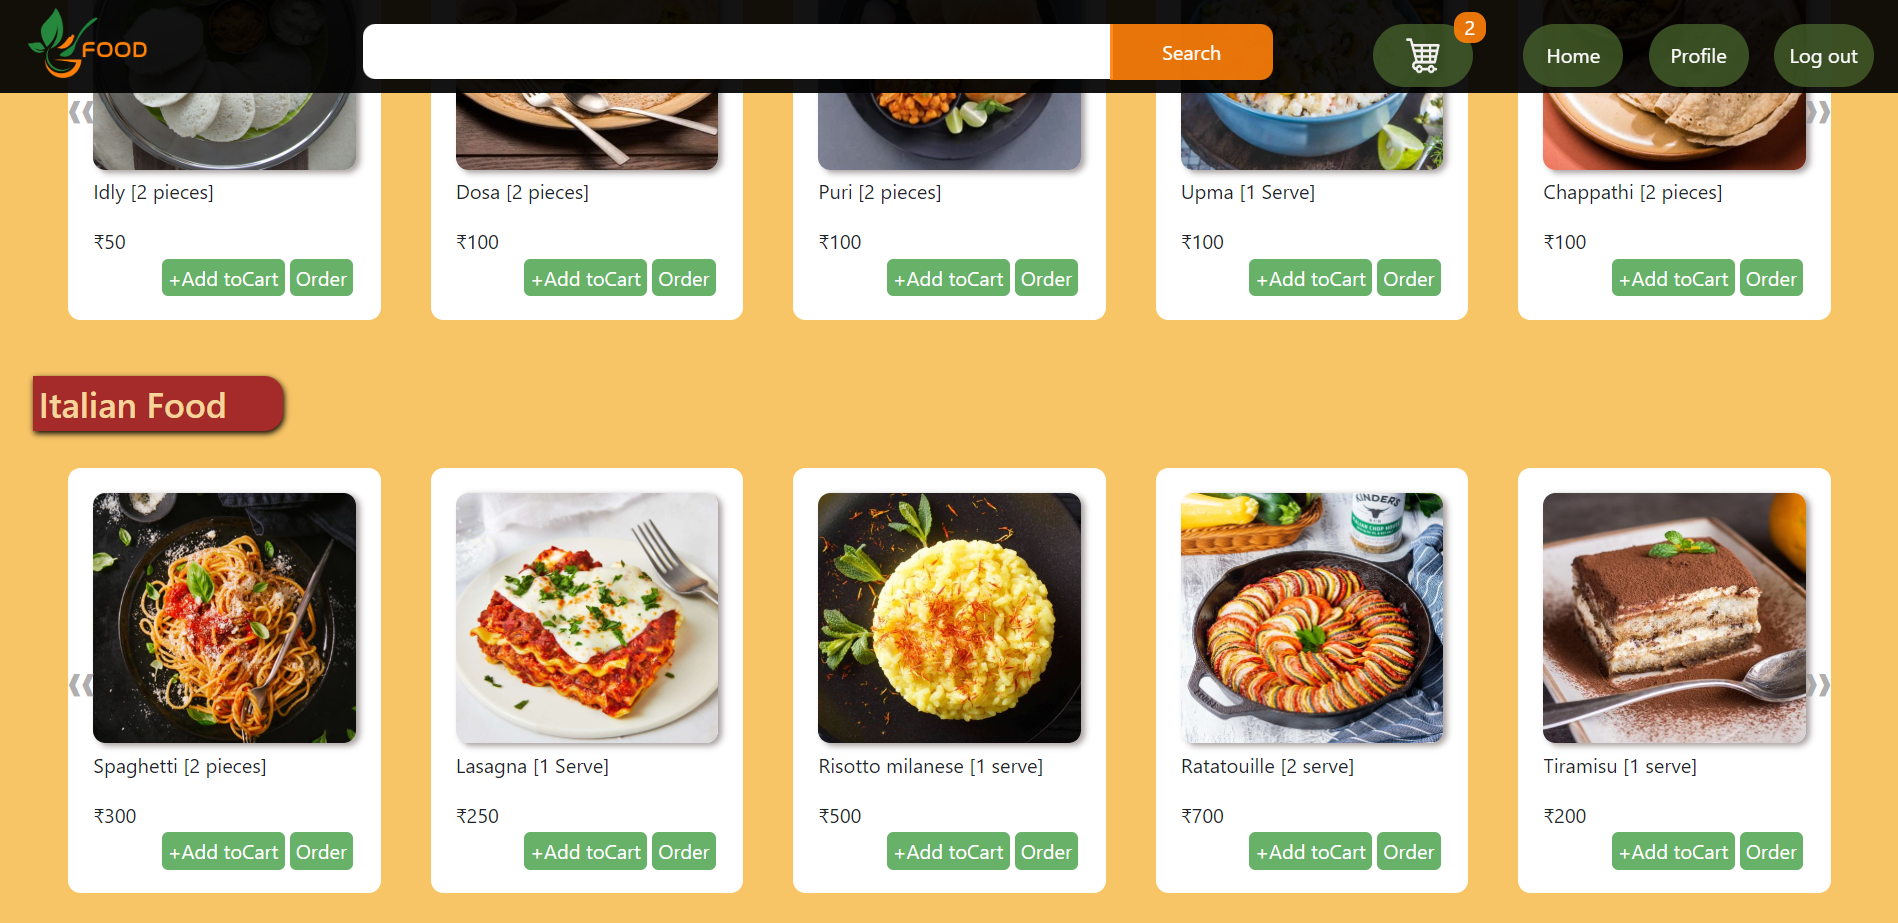 FOOD
Search
2
Home
Profile
Log out
Idly [2 pieces]
₹50
+Add toCart Order
Dosa [2 pieces]
₹100
+Add toCart Order
Puri [2 pieces]
₹100
+Add toCart Order
Upma [1 Serve]
₹100
+Add toCart Order
Chappathi [2 pieces]
₹100
+Add toCart Order
Italian Food
Spaghetti [2 pieces]
₹300
+Add toCart Order
Lasagna [1 Serve]
₹250
+Add toCart Order
Risotto milanese [1 serve]
₹500
+Add toCart Order
KINDER'S
Ratatouille [2 serve]
₹700
+Add toCart Order
Tiramisu [1 serve]
₹200
+Add toCart Order